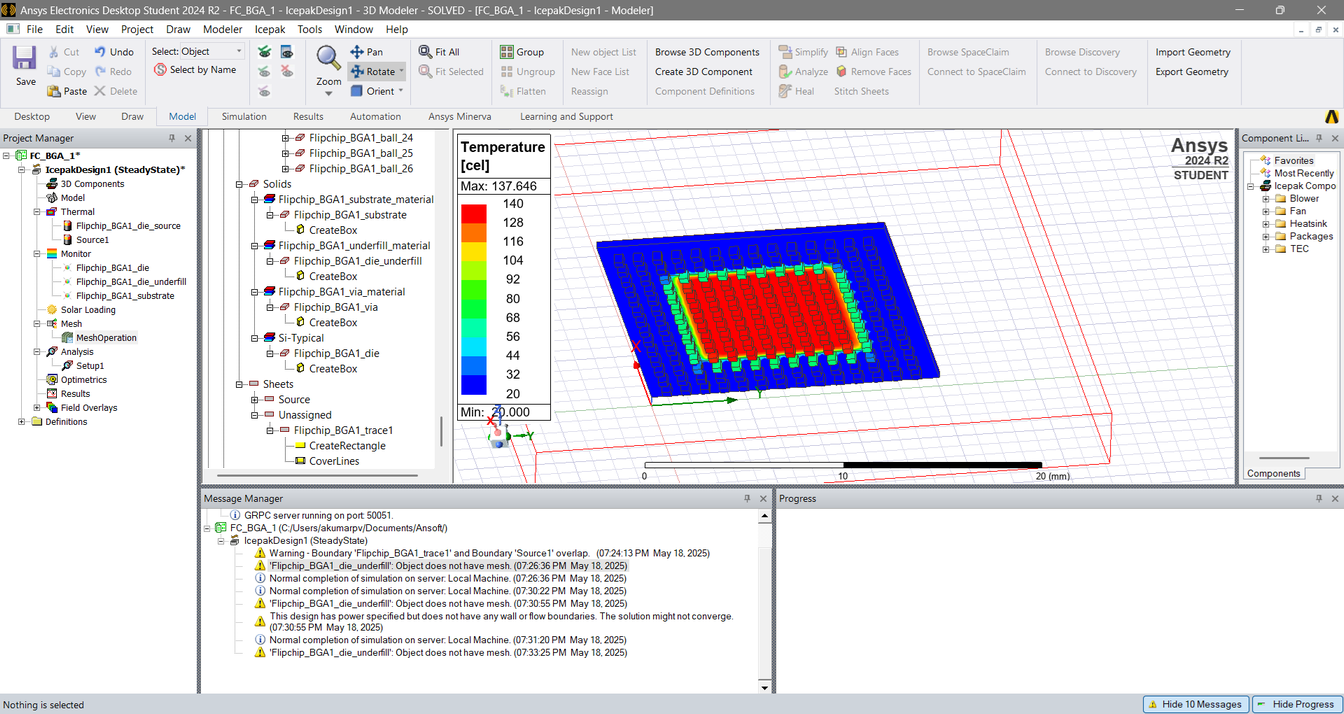 Ansys Electronics Desktop Student 2024 R2 - FC_BGA_1 - IcepakDesign1 - 3D Modeler - SOLVED - [FC_BGA_1 - IcepakDesign1 - Modeler]
File Edit View Project Draw Modeler Icepak Tools Window Help
Save
Cut
Copy
Paste
Undo
Redo
Delete
Select: Object
Select by Name
Zoom
Pan
Rotate
Orient
Fit All
Fit Selected
Group
Ungroup
Flatten
New object List
New Face List
Reassign
Browse 3D Components
Create 3D Component
Component Definitions
Simplify
Analyze
Heal
Align Faces
Remove Faces
Stitch Sheets
Browse SpaceClaim
Connect to SpaceClaim
Browse Discovery
Connect to Discovery
Import Geometry
Export Geometry
Desktop View Draw Model Simulation Results Automation Ansys Minerva Learning and Support
Project Manager
FC_BGA_1*
IcepakDesign1 (SteadyState)*
3D Components
Model
Thermal
Flipchip_BGA1_die_source
Source1
Monitor
Flipchip_BGA1_die
Flipchip_BGA1_die_underfill
Flipchip_BGA1_substrate
Solar Loading
Mesh
MeshOperation
Analysis
Setup1
Optimetrics
Results
Field Overlays
Definitions
Flipchip_BGA1_ball_24
Flipchip_BGA1_ball_25
Flipchip_BGA1_ball_26
Solids
Flipchip_BGA1_substrate_material
Flipchip_BGA1_substrate
CreateBox
Flipchip_BGA1_underfill_material
Flipchip_BGA1_die_underfill
CreateBox
Flipchip_BGA1_via_material
Flipchip_BGA1_via
CreateBox
Si-Typical
Flipchip_BGA1_die
CreateBox
Sheets
Source
Unassigned
Flipchip_BGA1_trace1
CreateRectangle
CoverLines
Temperature
[cel]
Max: 137.646
140
128
116
104
92
80
68
56
44
32
20
Min: 20.000
X
Y
Z
X
Y
0 10 20 (mm)
Ansys
2024 R2
STUDENT
Component Li...
Favorites
Most Recently
Icepak Compo
Blower
Fan
Heatsink
Packages
TEC
Components
Message Manager
GRPC server running on port: 50051.
FC_BGA_1 (C:/Users/akumarpv/Documents/Ansoft/)
IcepakDesign1 (SteadyState)
Warning - Boundary 'Flipchip_BGA1_trace1' and Boundary 'Source1' overlap. (07:24:13 PM May 18, 2025)
'Flipchip_BGA1_die_underfill': Object does not have mesh. (07:26:36 PM May 18, 2025)
Normal completion of simulation on server: Local Machine. (07:26:36 PM May 18, 2025)
Normal completion of simulation on server: Local Machine. (07:30:22 PM May 18, 2025)
'Flipchip_BGA1_die_underfill': Object does not have mesh. (07:30:55 PM May 18, 2025)
This design has power specified but does not have any wall or flow boundaries. The solution might not converge.
(07:30:55 PM May 18, 2025)
Normal completion of simulation on server: Local Machine. (07:31:20 PM May 18, 2025)
'Flipchip_BGA1_die_underfill': Object does not have mesh. (07:33:25 PM May 18, 2025)
Progress
Nothing is selected
Hide 10 Messages
Hide Progress